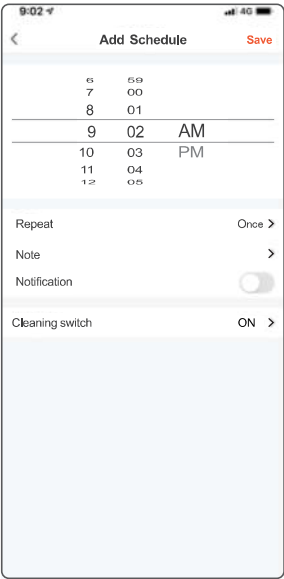 9:02 4G
Add Schedule Save
6 59
7 00
8 01
9 02 AM
10 03 PM
11 04
12 05
Repeat Once
Note
Notification
Cleaning switch ON